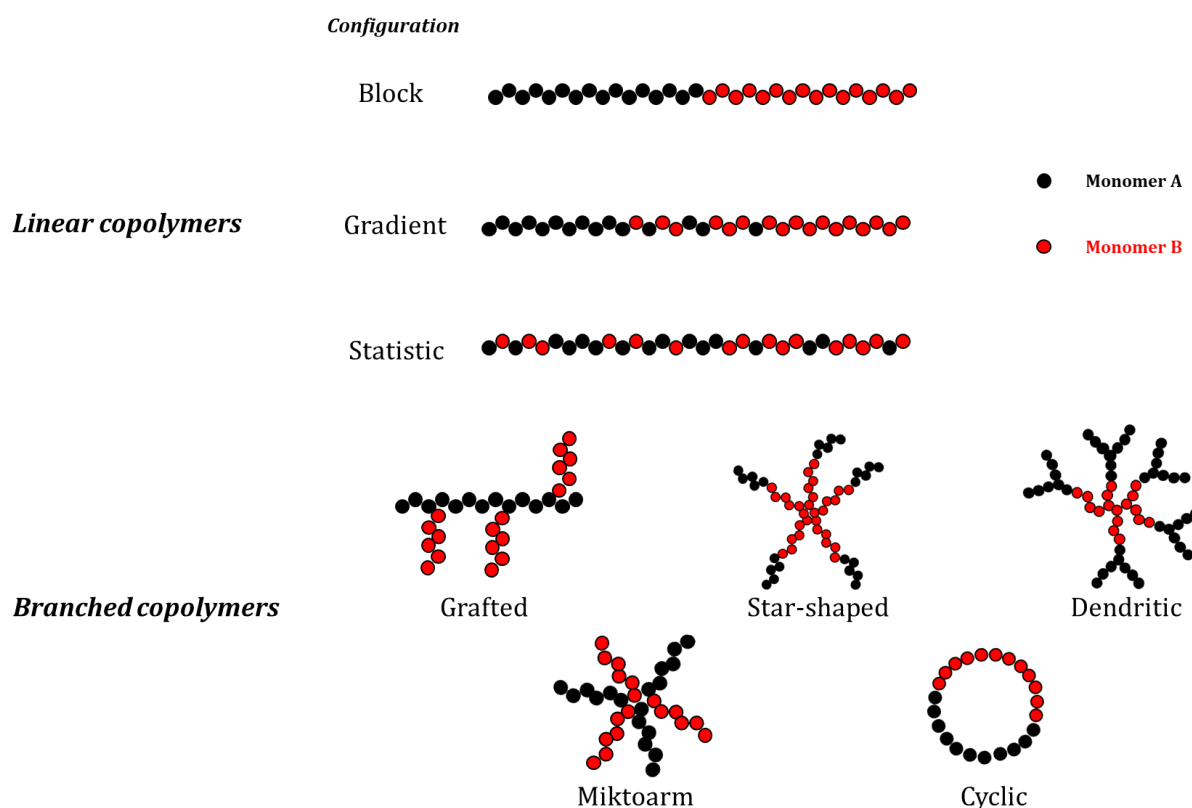 Configuration
Block
Monomer A
Linear copolymers
Gradient
Monomer B
Statistic
Branched copolymers
Grafted
Star-shaped
Dendritic
Miktoarm
Cyclic